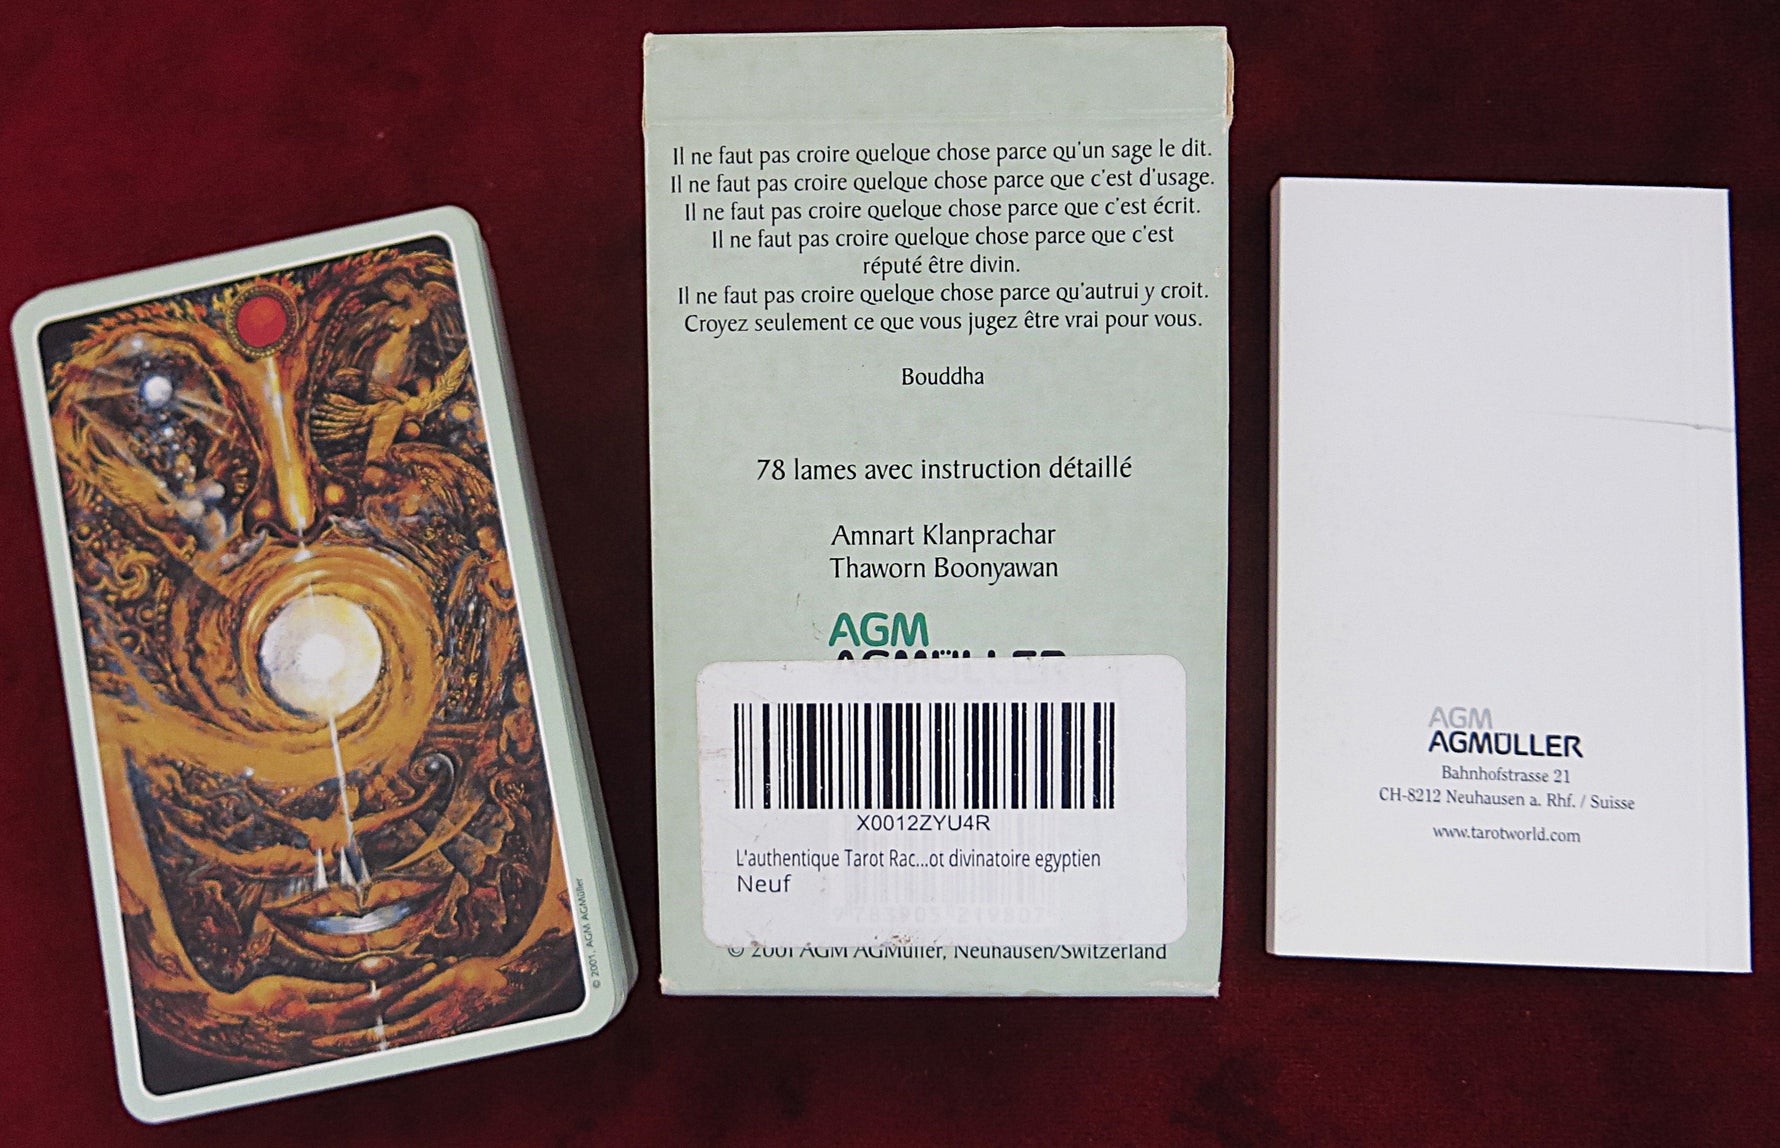 © 2001, AGM AGMüller
Il ne faut pas croire quelque chose parce qu'un sage le dit.
Il ne faut pas croire quelque chose parce que c'est d'usage.
Il ne faut pas croire quelque chose parce que c'est écrit.
Il ne faut pas croire quelque chose parce que c'est
réputé être divin.
Il ne faut pas croire quelque chose parce qu'autrui y croit.
Croyez seulement ce que vous jugez être vrai pour vous.
Bouddha
78 lames avec instruction détaillé
Amnart Klanprachar
Thaworn Boonyawan
AGM
AGMÜLLER
X0012ZYU4R
L'authentique Tarot Rac...ot divinatoire egyptien
Neuf
© 2001 AGM AGMüller, Neuhausen/Switzerland
AGM
AGMÜLLER
Bahnhofstrasse 21
CH-8212 Neuhausen a. Rhf. / Suisse
www.tarotworld.com